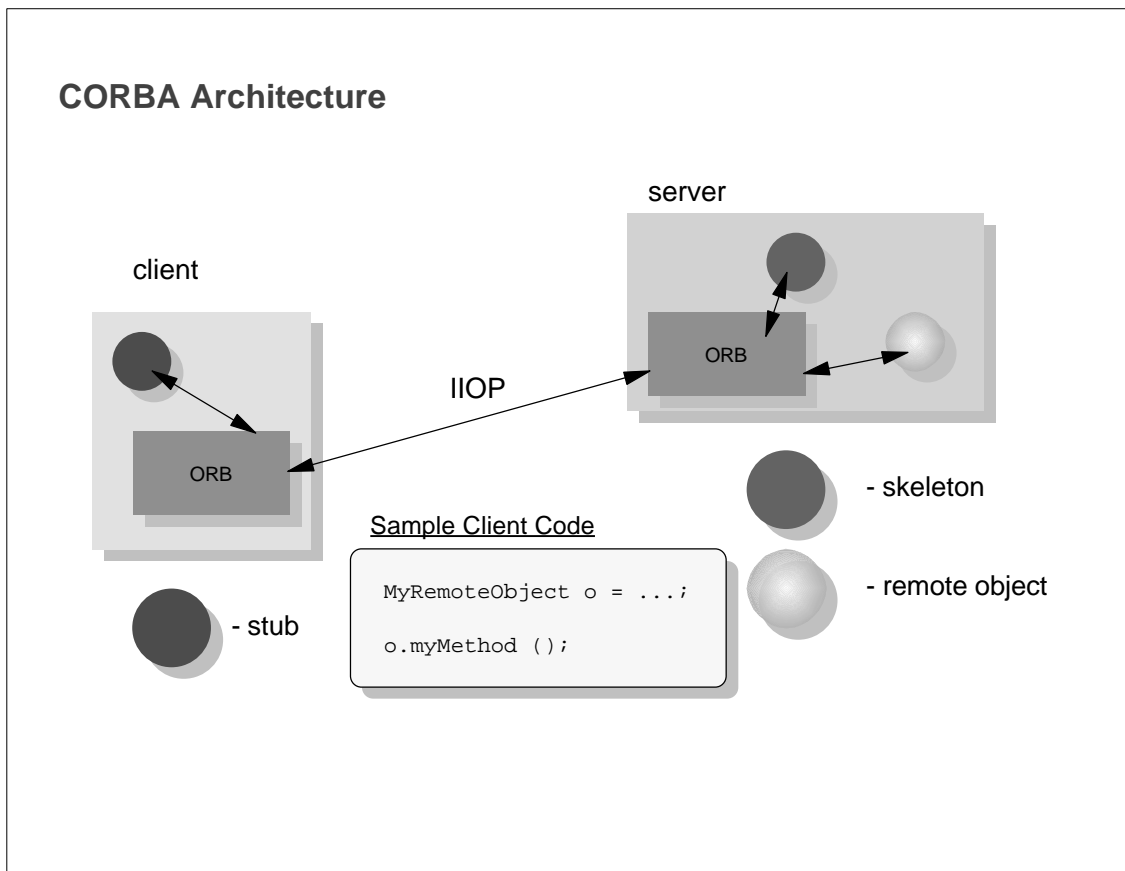 CORBA Architecture
server
client
ORB
IIOP
ORB
- skeleton
Sample Client Code
MyRemoteObject o = ...;
- remote object
- stub
o.myMethod ();